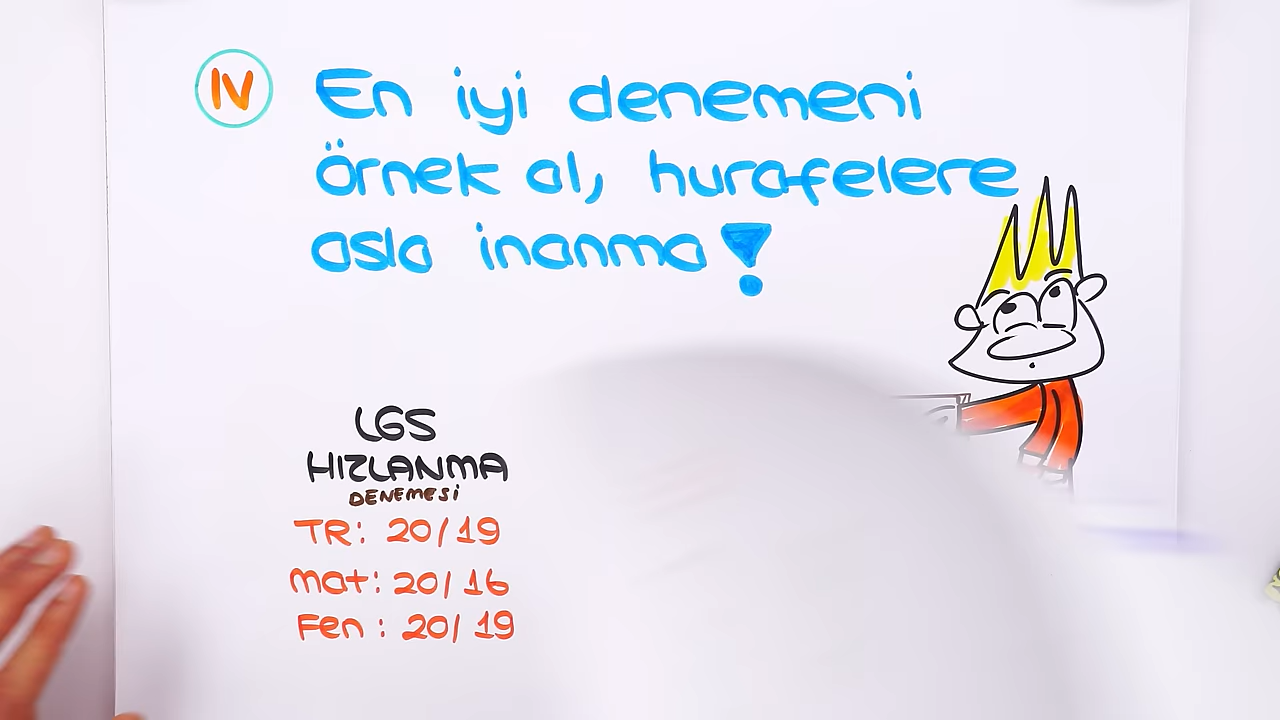 IV
En iyi denemeni
örnek al, hurafelere
asla inanma!
LGS
HIZLANMA
DENEMESİ
TR: 20/19
mat: 20/16
Fen : 20/19